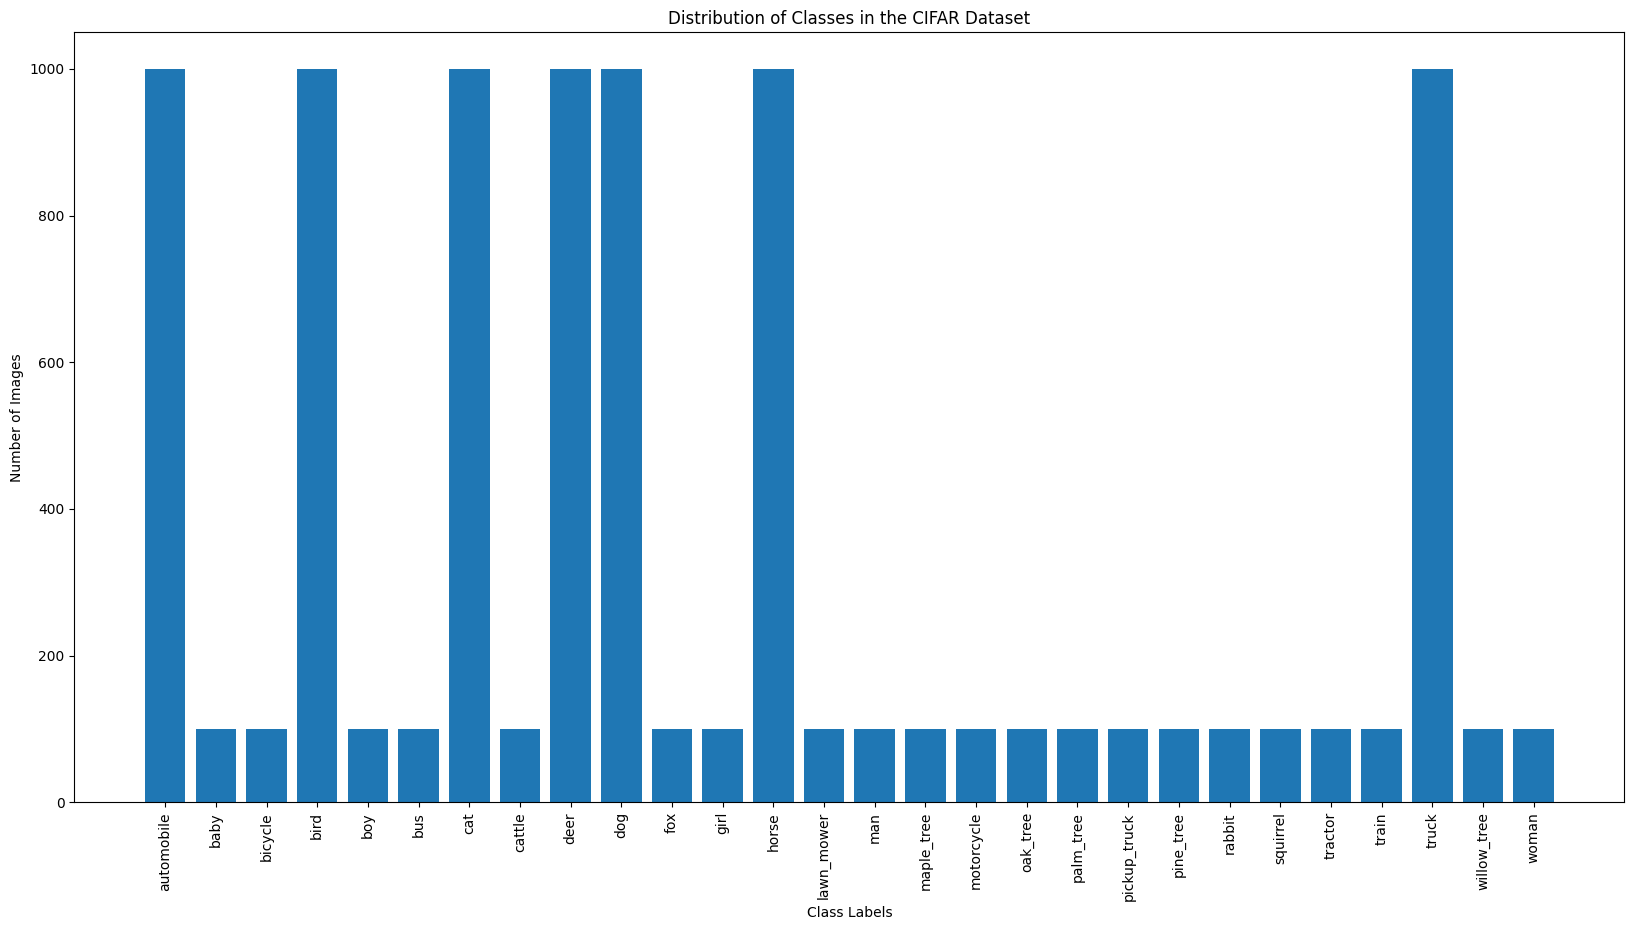 Distribution of Classes in the CIFAR Dataset
Number of Images
1000
800
600
400
200
0
automobile
baby
bicycle
bird
boy
bus
cat
cattle
deer
dog
fox
girl
horse
lawn_mower
man
maple_tree
motorcycle
oak_tree
palm_tree
pickup_truck
pine_tree
rabbit
squirrel
tractor
train
truck
willow_tree
woman
Class Labels